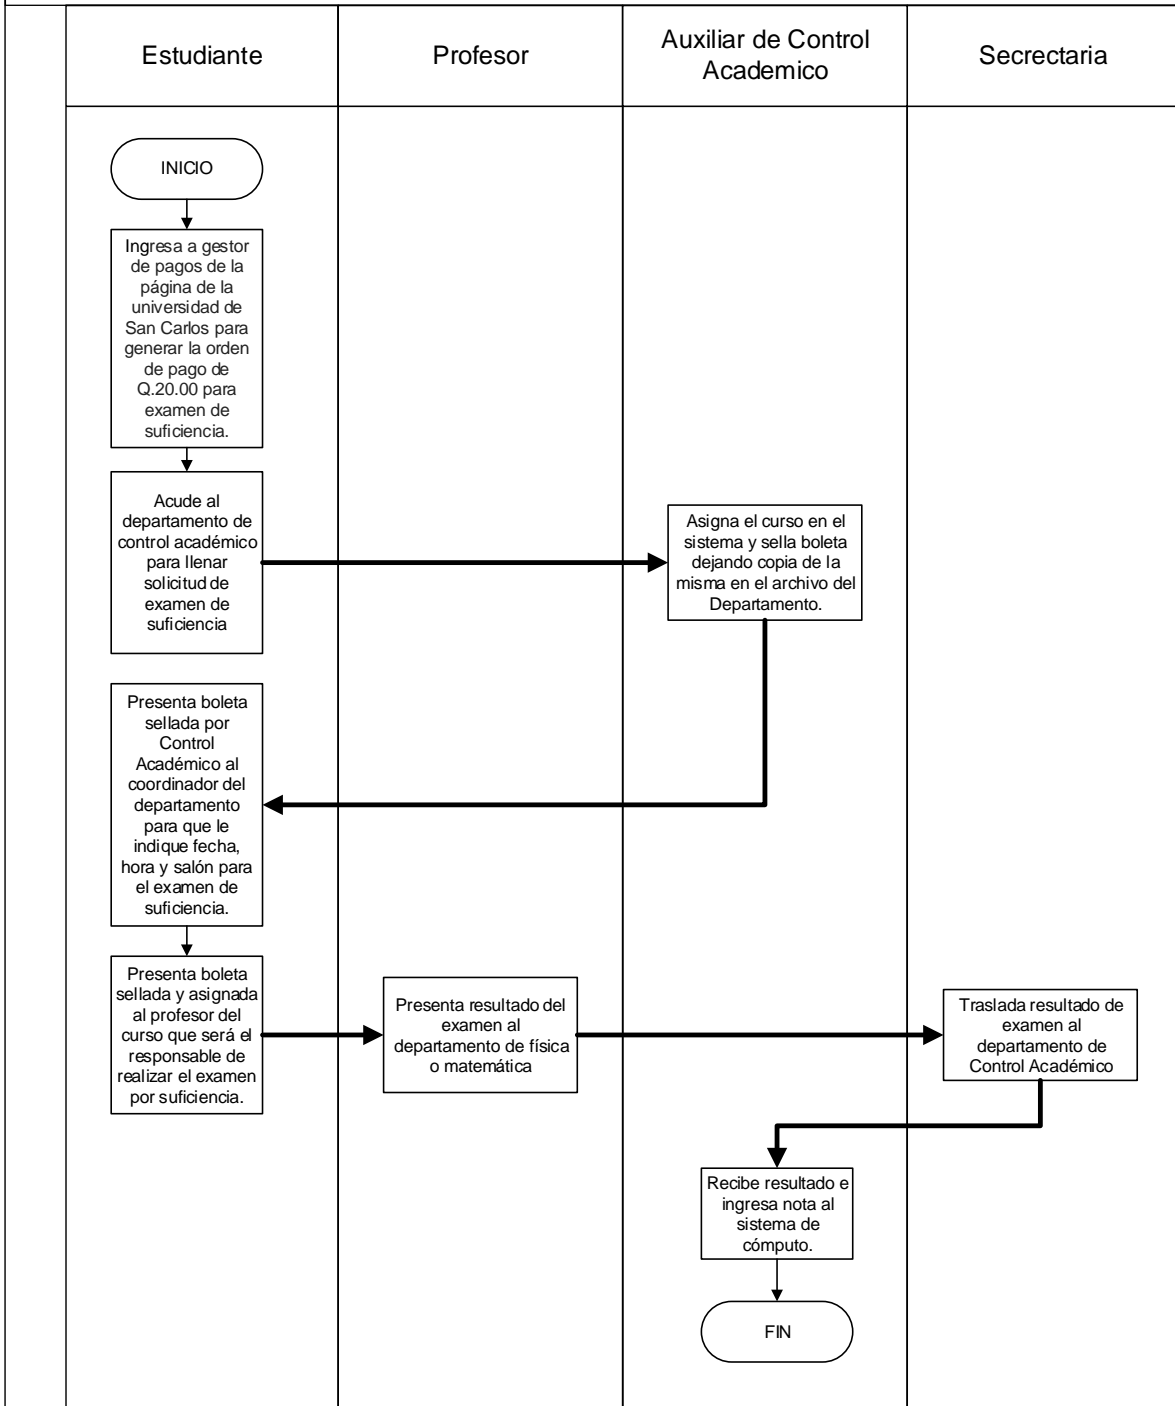 Estudiante
Profesor
Auxiliar de Control
Academico
Secrectaria
INICIO
Ingresa a gestor
de pagos de la
página de la
universidad de
San Carlos para
generar la orden
de pago de
Q.20.00 para
examen de
suficiencia.
Acude al
departamento de
control académico
para llenar
solicitud de
examen de
suficiencia
Asigna el curso en el
sistema y sella boleta
dejando copia de la
misma en el archivo del
Departamento.
Presenta boleta
sellada por
Control
Académico al
coordinador del
departamento
para que le
indique fecha,
hora y salón para
el examen de
suficiencia.
Presenta boleta
sellada y asignada
al profesor del
curso que será el
responsable de
realizar el examen
por suficiencia.
Presenta resultado del
examen al
departamento de física
o matemática
Traslada resultado de
examen al
departamento de
Control Académico
Recibe resultado e
ingresa nota al
sistema de
cómputo.
FIN